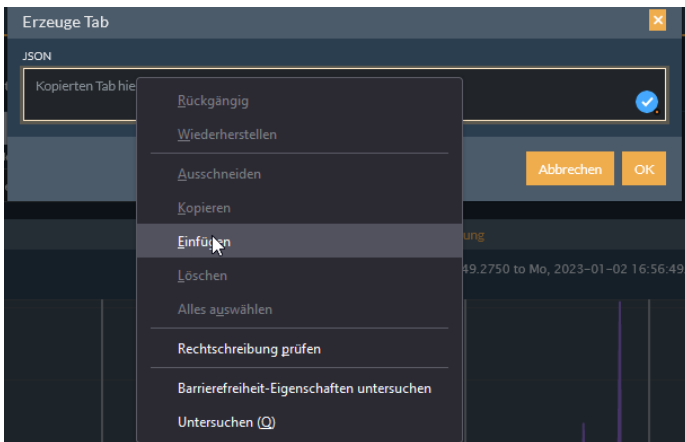 Erzeuge Tab
JSON
Kopierten Tab hie
Rückgängig
Wiederherstellen
Ausschneiden
Kopieren
Einfügen
Löschen
Alles auswählen
Rechtschreibung prüfen
Barrierefreiheit-Eigenschaften untersuchen
Untersuchen (Q)
Abbrechen
OK
ung
49.2750 to Mo, 2023-01-02 16:56:49